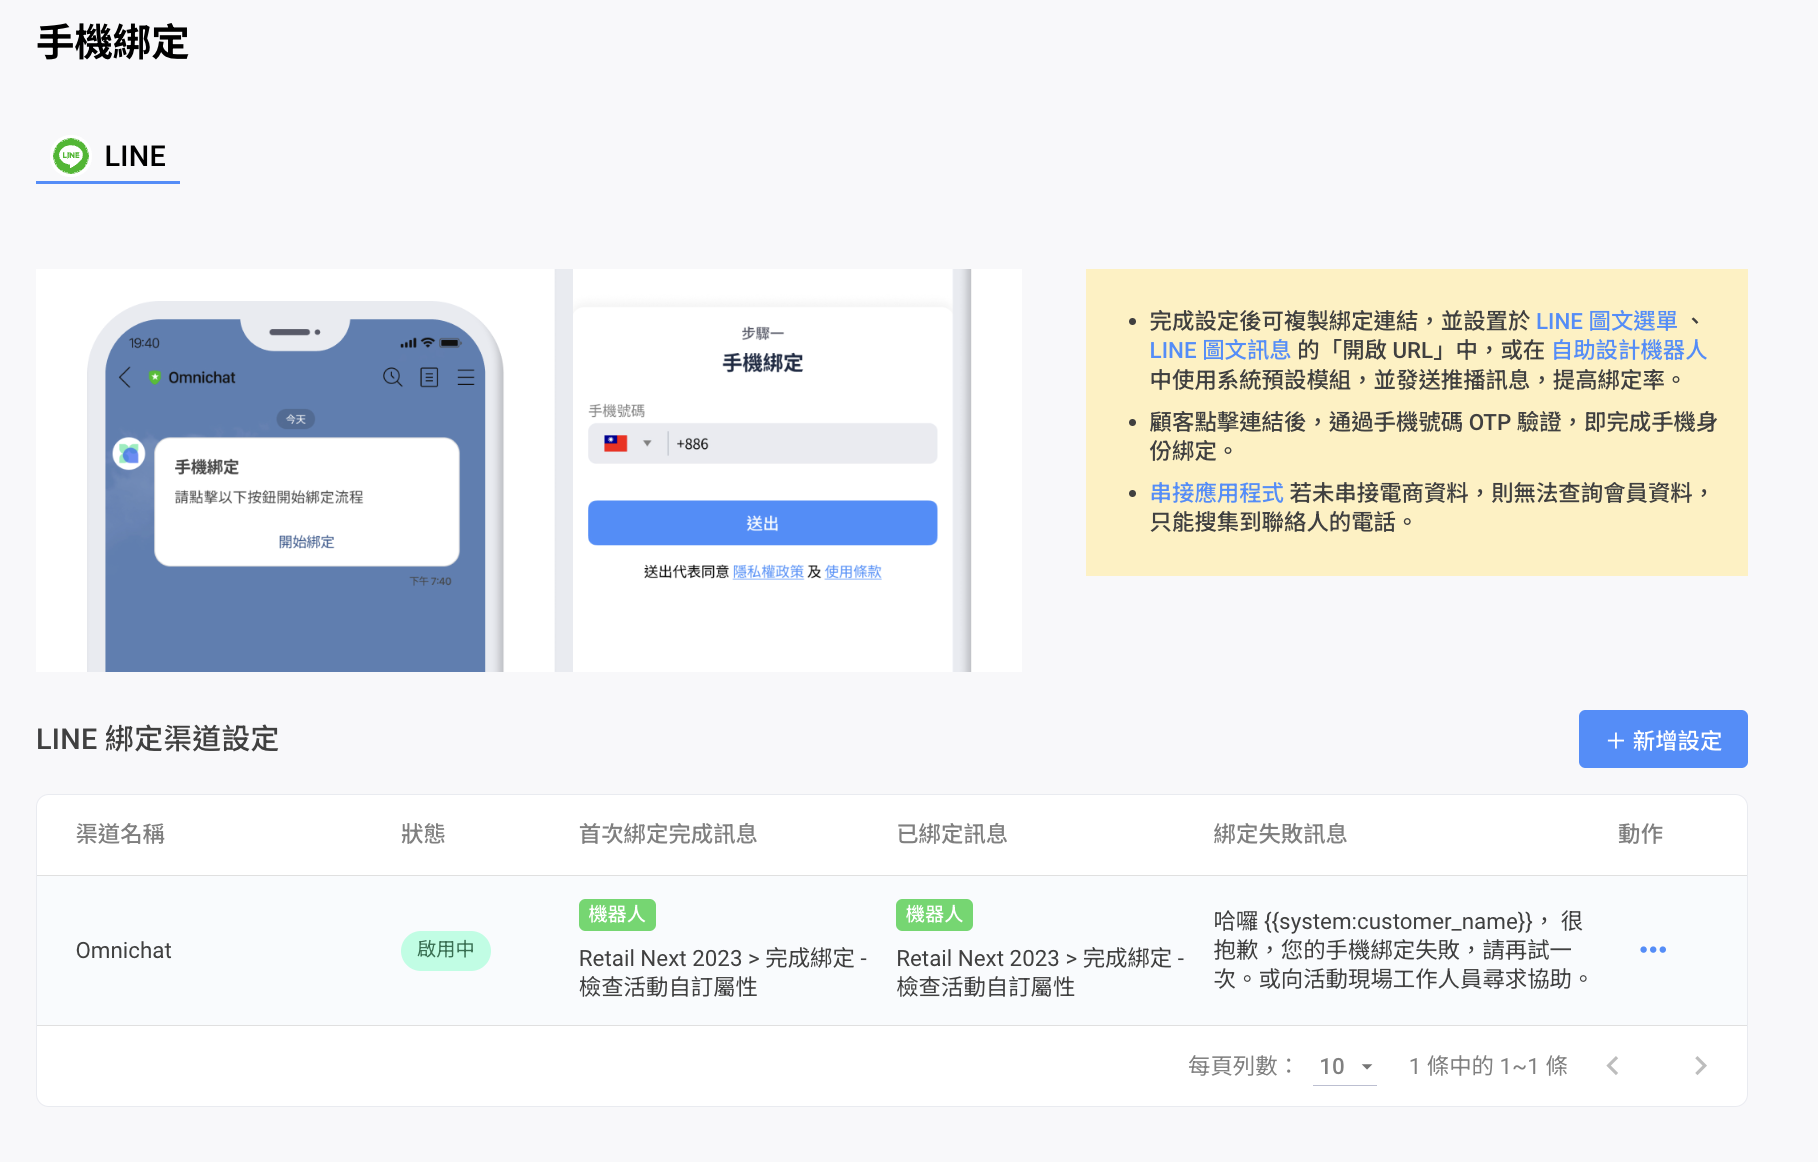 手機綁定
LINE
LINE
19:40
Omnichat
今天
手機綁定
請點擊以下按鈕開始綁定流程
開始綁定
下午 7:40
步驟一
手機綁定
手機號碼
+886
送出
送出代表同意 隱私權政策 及 使用條款
完成設定後可複製綁定連結，並設置於 LINE 圖文選單 、
LINE 圖文訊息 的「開啟 URL」中，或在 自助設計機器人
中使用系統預設模組，並發送推播訊息，提高綁定率。
顧客點擊連結後，通過手機號碼 OTP 驗證，即完成手機身
份綁定。
串接應用程式 若未串接電商資料，則無法查詢會員資料，
只能搜集到聯絡人的電話。
LINE 綁定渠道設定
新增設定
渠道名稱 狀態 首次綁定完成訊息 已綁定訊息 綁定失敗訊息 動作
Omnichat
啟用中
機器人
Retail Next 2023 > 完成綁定 -
檢查活動自訂屬性
機器人
Retail Next 2023 > 完成綁定 -
檢查活動自訂屬性
哈囉 {{system:customer_name}}， 很
抱歉，您的手機綁定失敗，請再試一
次。或向活動現場工作人員尋求協助。
每頁列數： 10 1 條中的 1~1 條